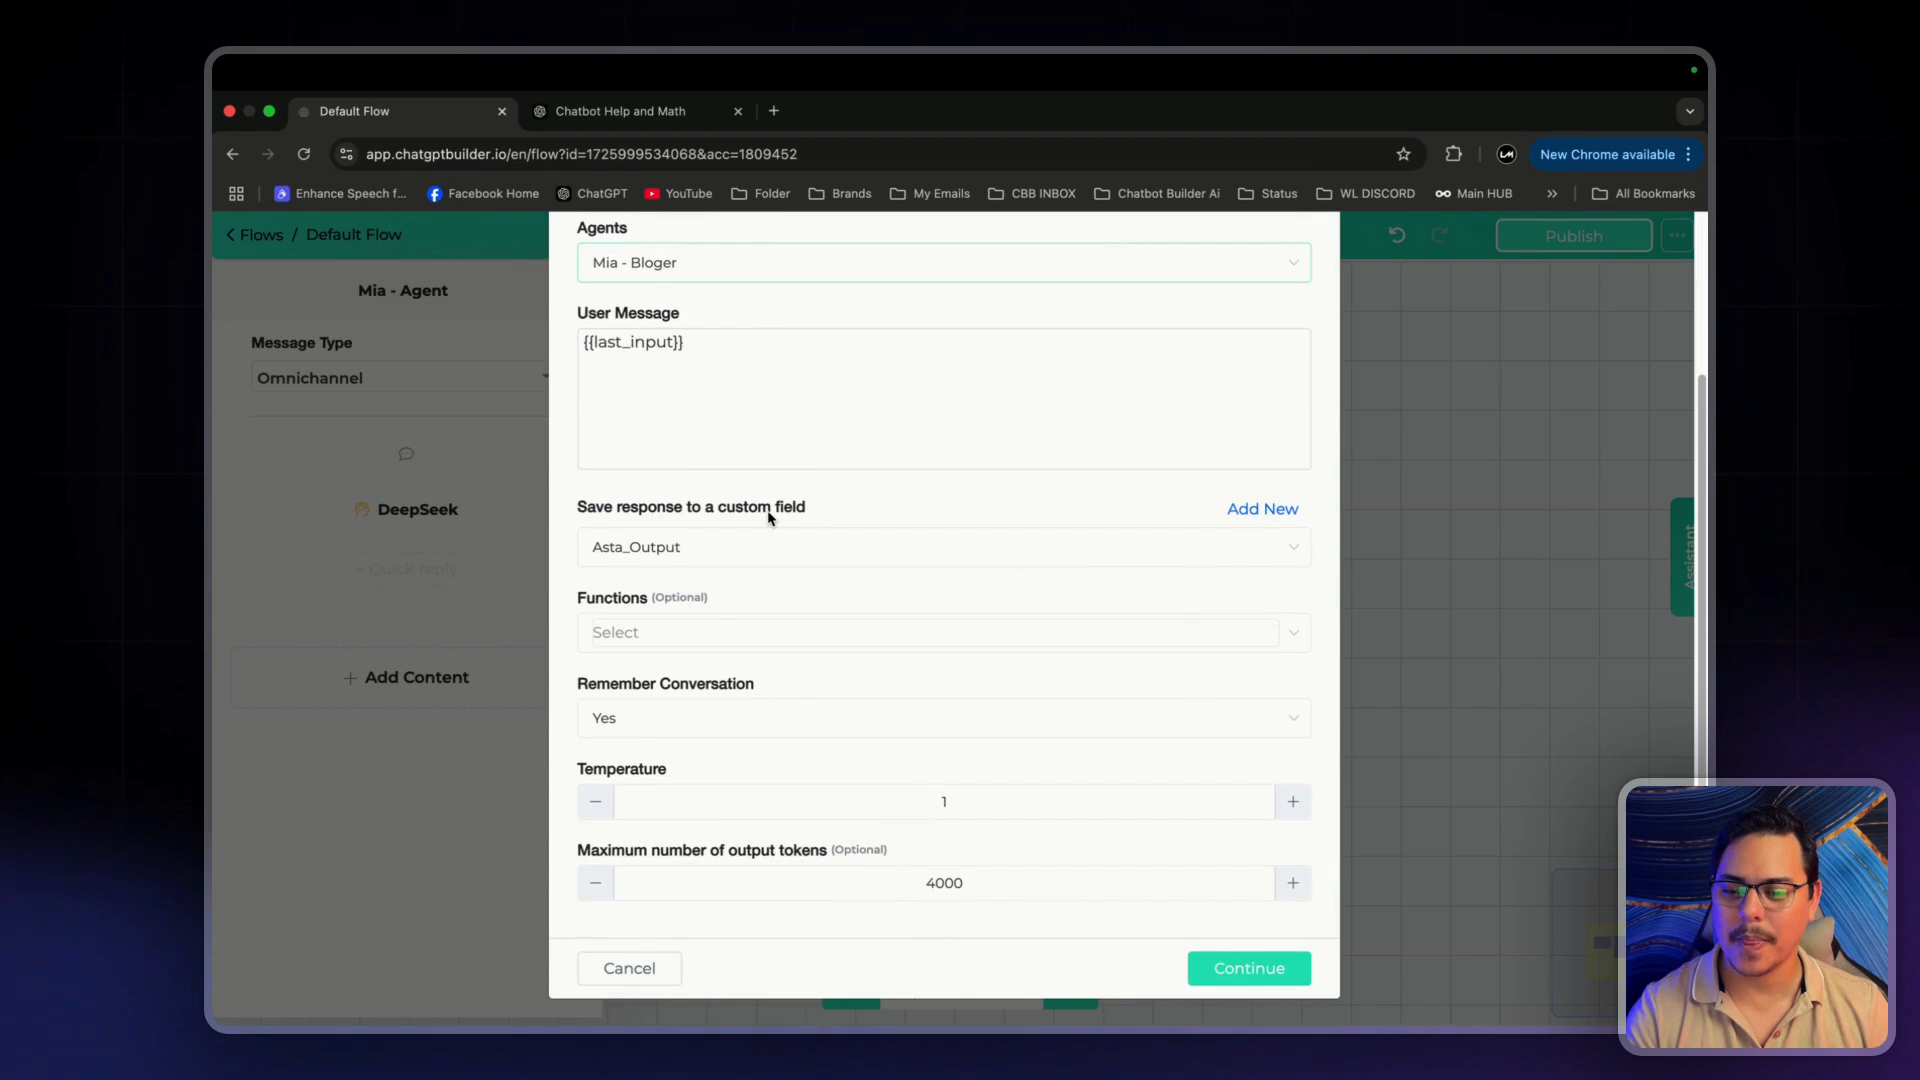 Default Flow
Chatbot Help and Math
app.chatgptbuilder.io/en/flow?id=1725999534068&acc=1809452
New Chrome available
Enhance Speech f...
Facebook Home
ChatGPT
YouTube
Folder
Brands
My Emails
CBB INBOX
Chatbot Builder Ai
Status
WL DISCORD
Main HUB
All Bookmarks
Flows / Default Flow
Publish
Mia - Agent
Message Type
Omnichannel
DeepSeek
+ Quick reply
+ Add Content
Agents
Mia - Bloger
User Message
{{last_input}}
Save response to a custom field
Add New
Asta_Output
Functions (Optional)
Select
Remember Conversation
Yes
Temperature
1
Maximum number of output tokens (Optional)
4000
Cancel
Continue
Assistant